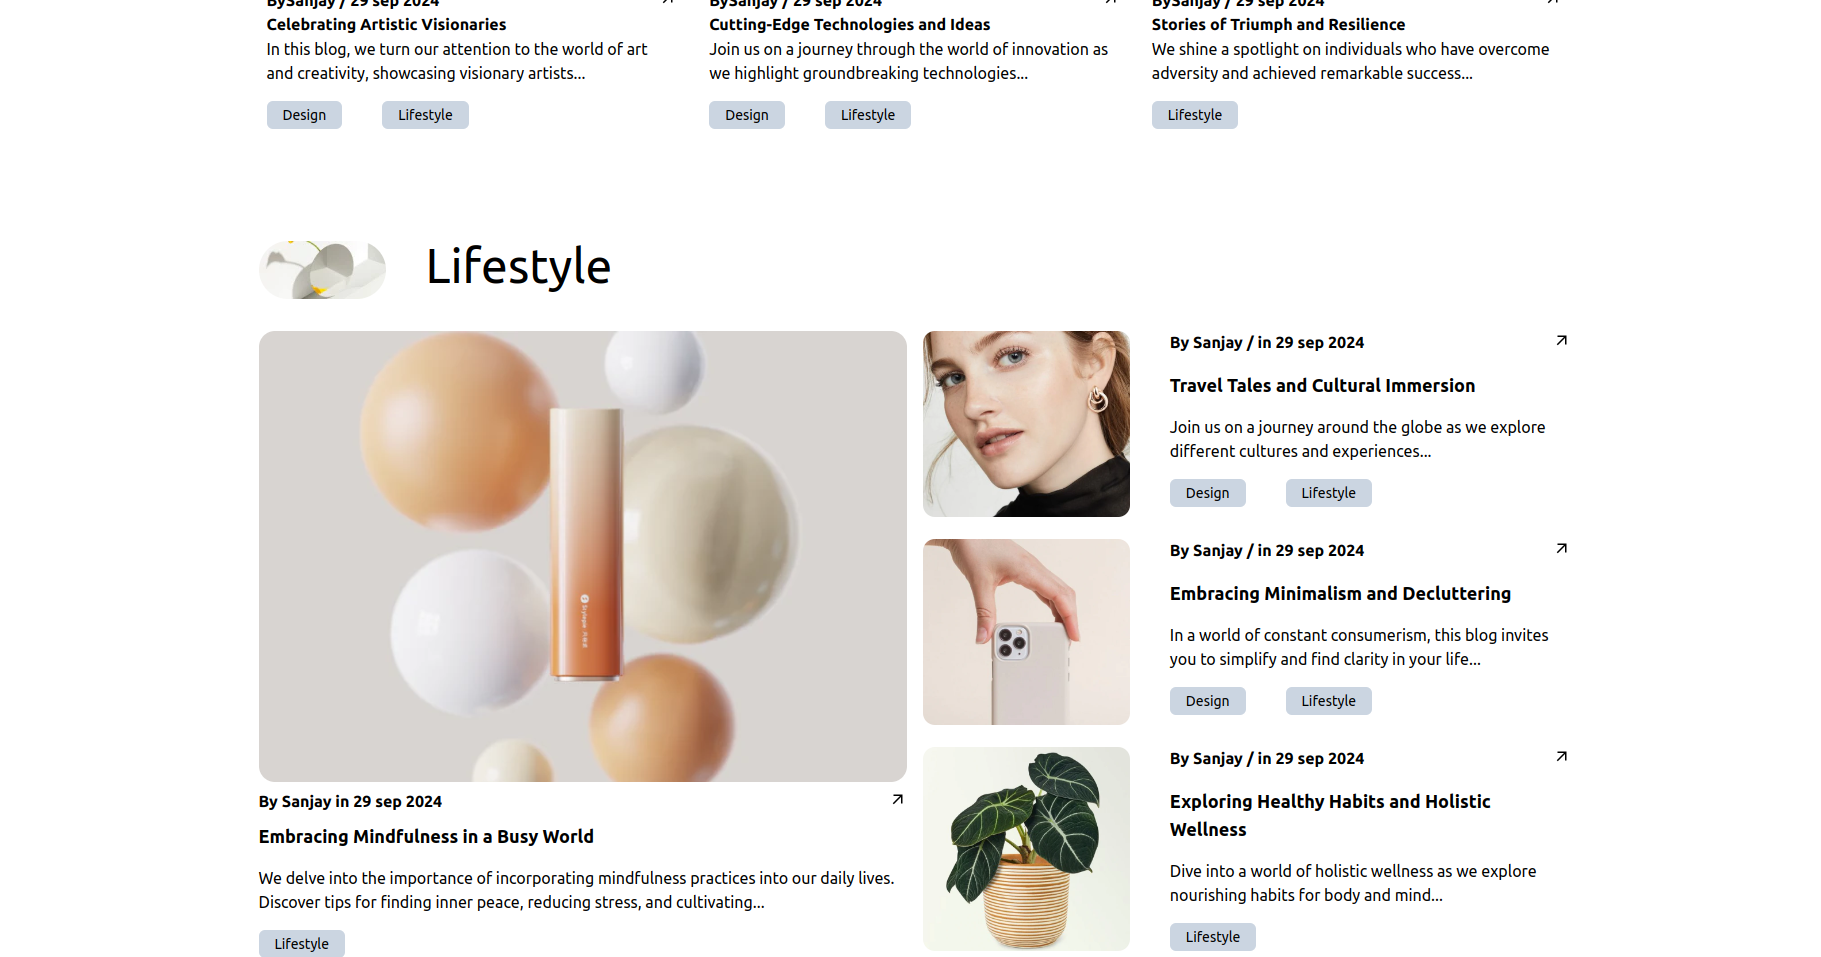 BySanjay / 29 sep 2024
Celebrating Artistic Visionaries
In this blog, we turn our attention to the world of art
and creativity, showcasing visionary artists...
Design
Lifestyle
BySanjay / 29 sep 2024
Cutting-Edge Technologies and Ideas
Join us on a journey through the world of innovation as
we highlight groundbreaking technologies...
Design
Lifestyle
BySanjay / 29 sep 2024
Stories of Triumph and Resilience
We shine a spotlight on individuals who have overcome
adversity and achieved remarkable success...
Lifestyle
Lifestyle
By Sanjay in 29 sep 2024
Embracing Mindfulness in a Busy World
We delve into the importance of incorporating mindfulness practices into our daily lives.
Discover tips for finding inner peace, reducing stress, and cultivating...
Lifestyle
By Sanjay / in 29 sep 2024
Travel Tales and Cultural Immersion
Join us on a journey around the globe as we explore
different cultures and experiences...
Design
Lifestyle
By Sanjay / in 29 sep 2024
Embracing Minimalism and Decluttering
In a world of constant consumerism, this blog invites
you to simplify and find clarity in your life...
Design
Lifestyle
By Sanjay / in 29 sep 2024
Exploring Healthy Habits and Holistic
Wellness
Dive into a world of holistic wellness as we explore
nourishing habits for body and mind...
Lifestyle